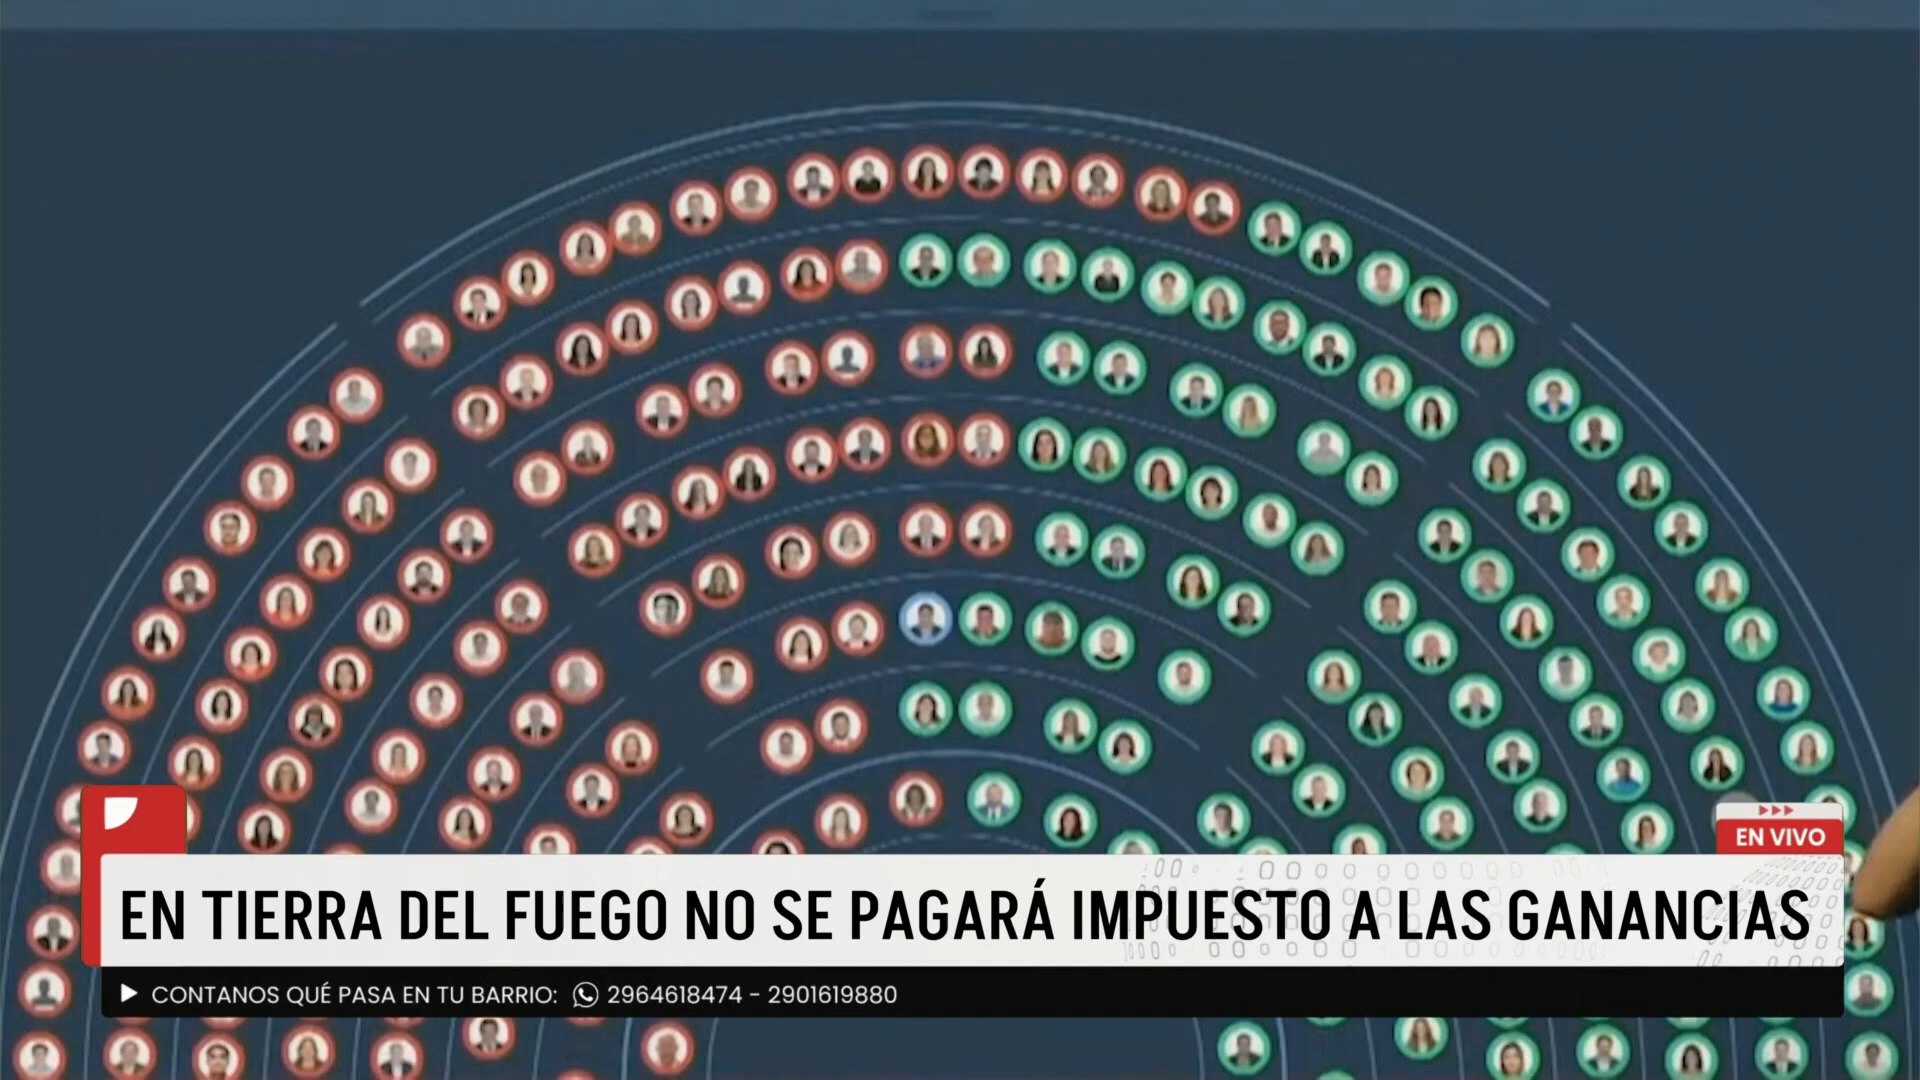 EN VIVO
EN TIERRA DEL FUEGO NO SE PAGARÁ IMPUESTO A LAS GANANCIAS
CONTANOS QUÉ PASA EN TU BARRIO: 2964618474 - 2901619880